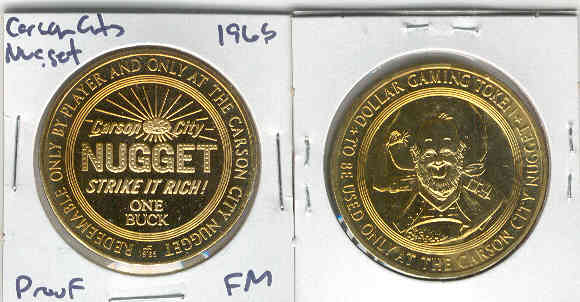 Carson City
Nugget
1965
REDEEMABLE ONLY BY PLAYER AND ONLY AT THE CARSON CITY NUGGET
Carson City
NUGGET
STRIKE IT RICH!
ONE
BUCK
Proof
FM
DOLLAR GAMING TOKEN
TO BE USED ONLY AT THE CARSON CITY NUGGET